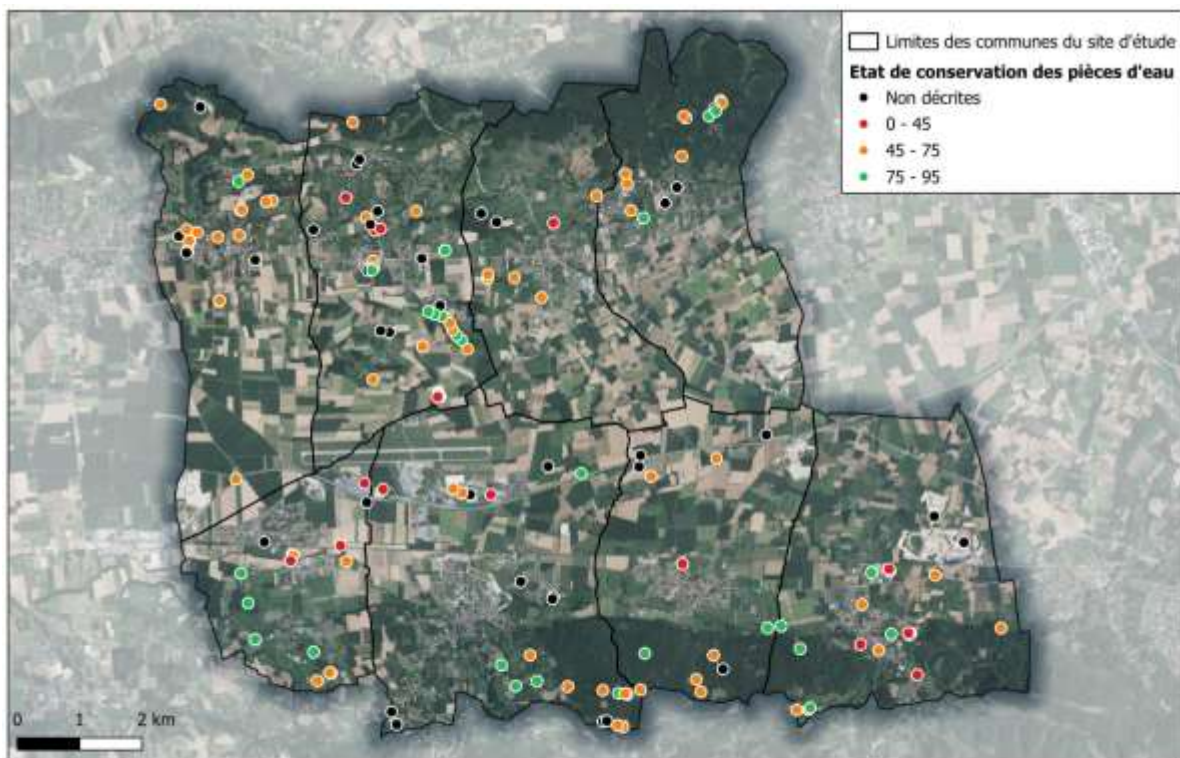 Limites des communes du site d'étude
Etat de conservation des pièces d'eau
Non décrites
0 - 45
45 - 75
75 - 95
0 1 2 km